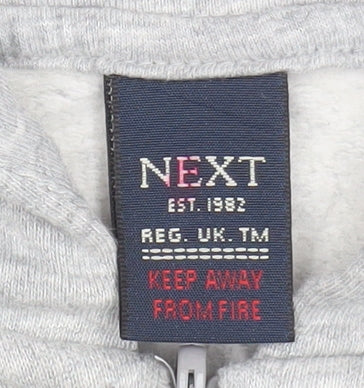 NEXT
EST. 1982
REG. UK. TM
KEEP AWAY
FROM FIRE